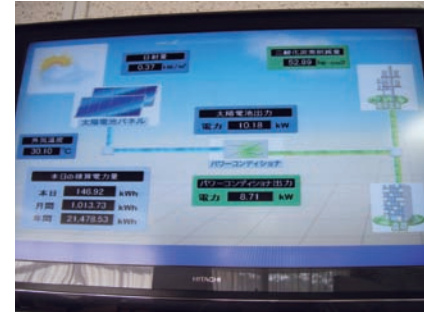 日射量
0.37 kW/㎡
二酸化炭素削減量
52.89 kg-CO2
太陽電池パネル
太陽電池出力
電力 10.18 kW
外気温度
30.10 ℃
パワーコンディショナ
本日の積算電力量
本日 146.92 kWh
月間 1,013.73 kWh
年間 21,478.53 kWh
パワーコンディショナ出力
電力 8.71 kW
HITACHI